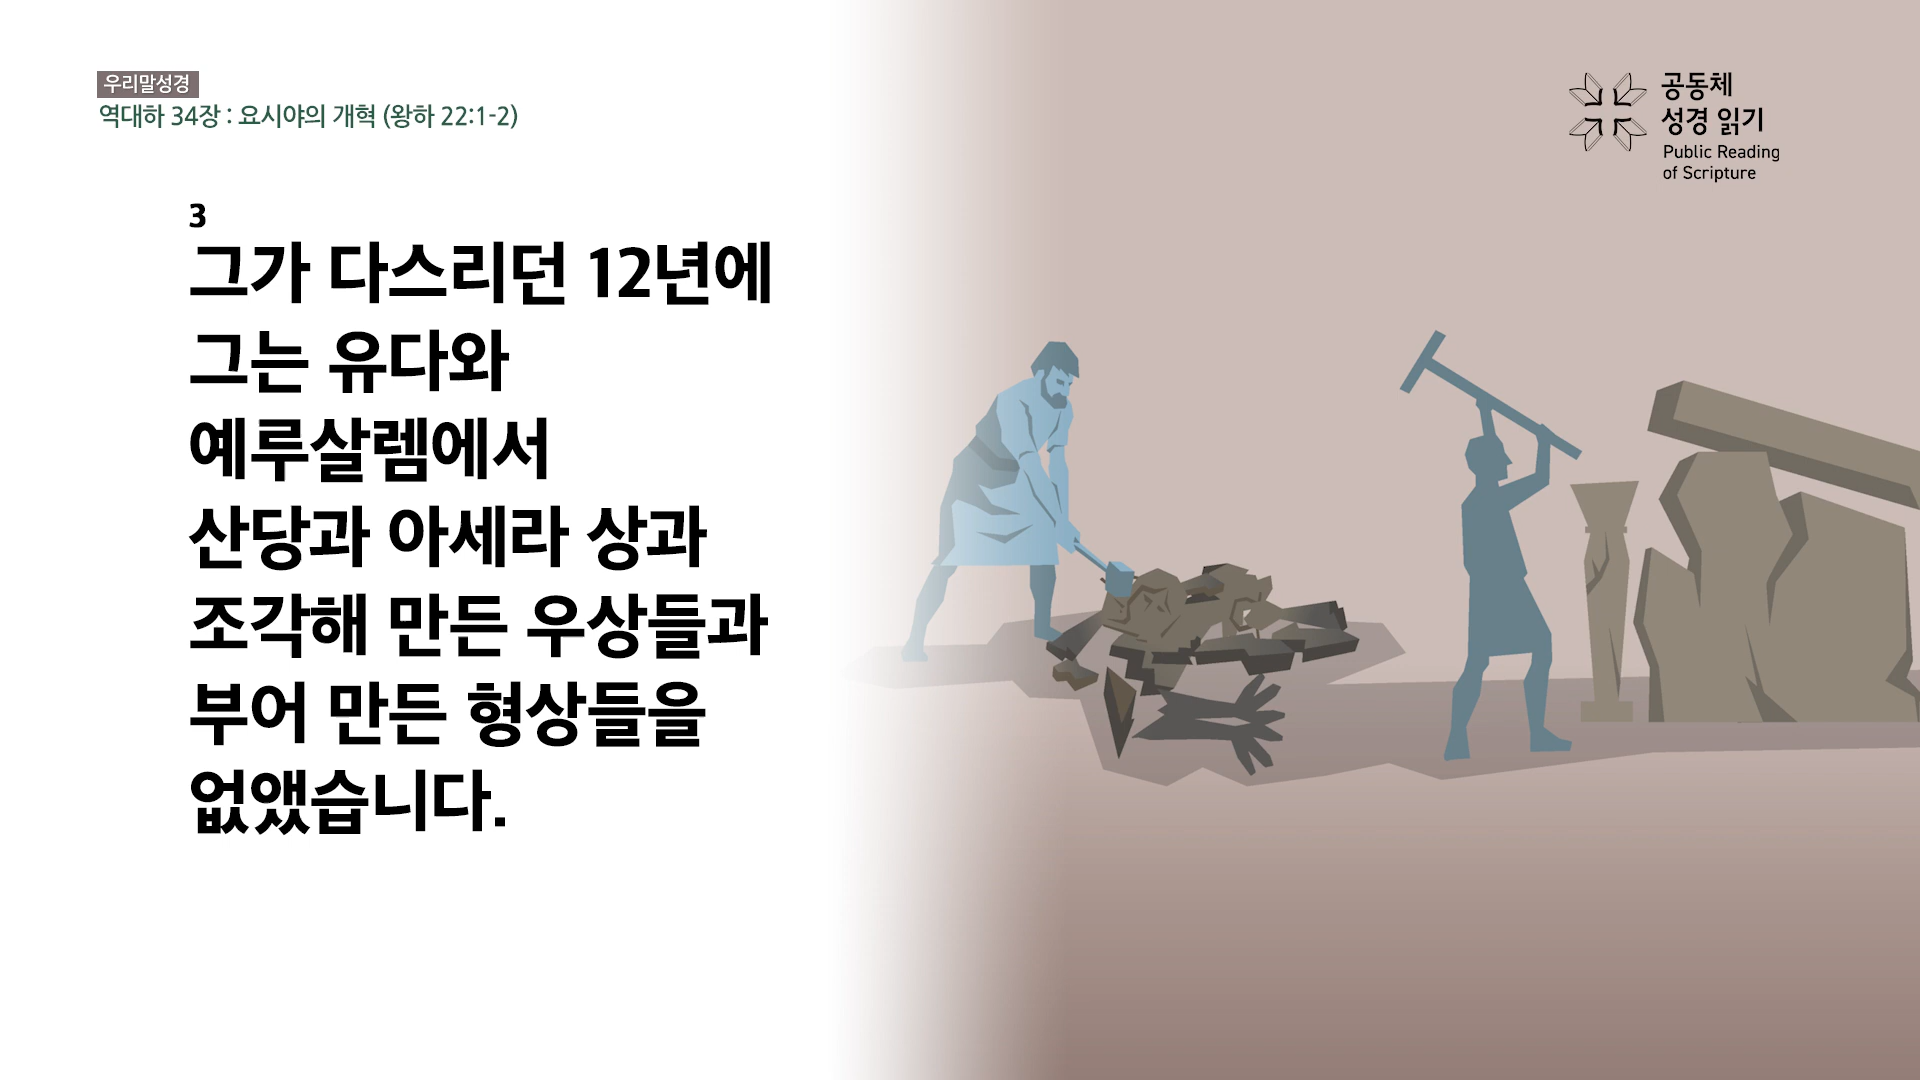 우리말성경
역대하 34장 : 요시야의 개혁 (왕하 22:1-2)
공동체
성경 읽기
Public Reading
of Scripture
3
그가 다스리던 12년에
그는 유다와
예루살렘에서
산당과 아세라 상과
조각해 만든 우상들과
부어 만든 형상들을
없앴습니다.